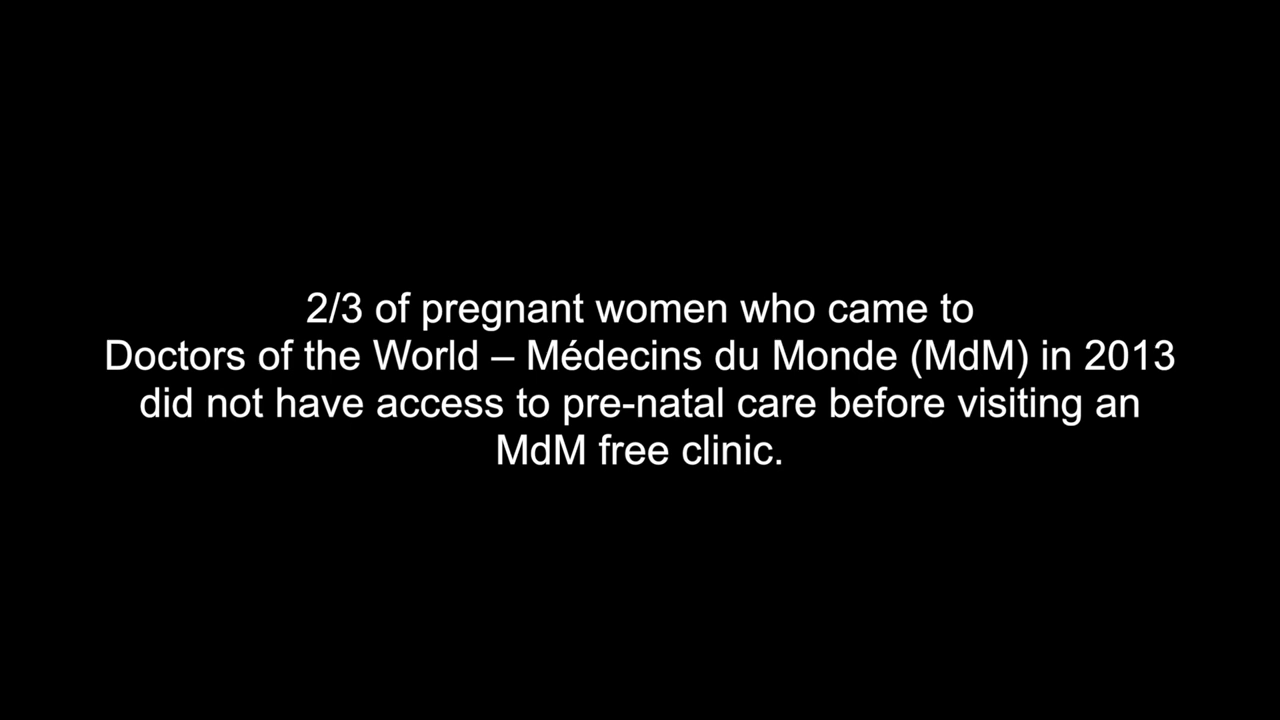 2/3 of pregnant women who came to
Doctors of the World – Médecins du Monde (MdM) in 2013
did not have access to pre-natal care before visiting an
MdM free clinic.